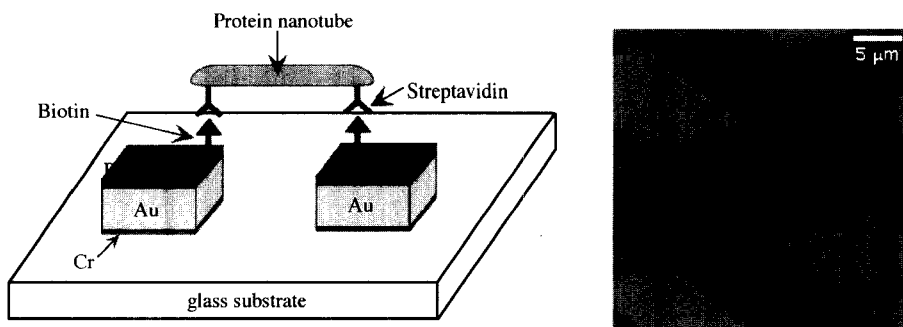 Protein nanotube
5 µm
Streptavidin
Biotin
Au
Au
Cr
glass substrate